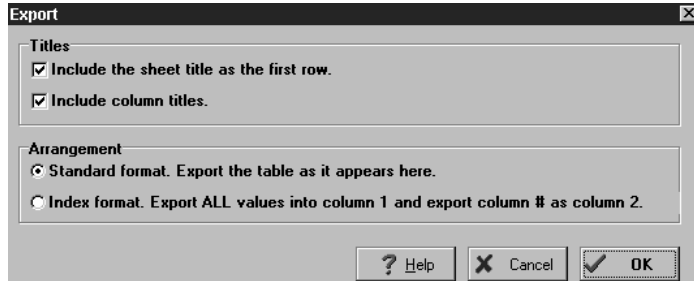 Export
Titles
Include the sheet title as the first row.
Include column titles.
Arrangement
Standard format. Export the table as it appears here.
Index format. Export ALL values into column 1 and export column # as column 2.
? Help
Cancel
OK